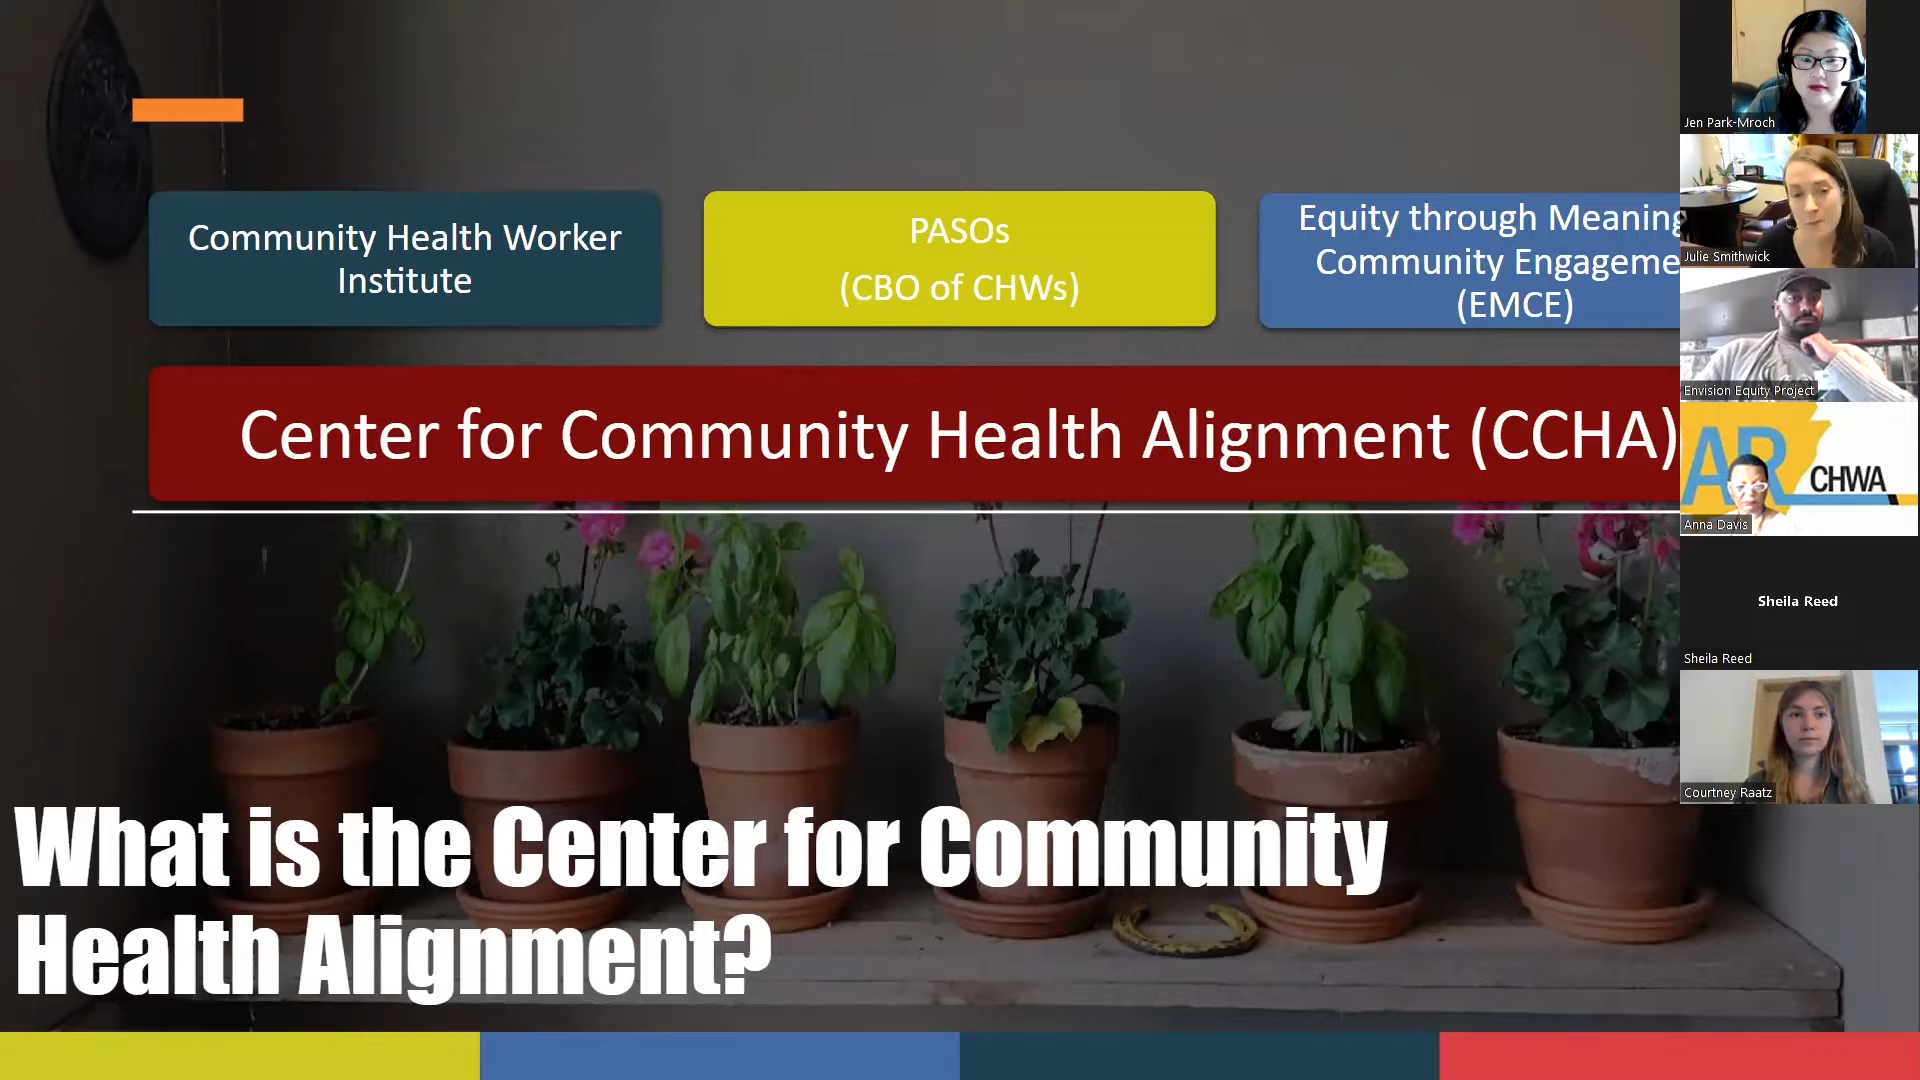 Community Health Worker
Institute
PASOs
(CBO of CHWs)
Equity through Meaning
Community Engageme
(EMCE)
Center for Community Health Alignment (CCHA)
What is the Center for Community
Health Alignment?
Jen Park-Mroch
Julie Smithwick
Envision Equity Project
AR
CHWA
Anna Davis
Sheila Reed
Sheila Reed
Courtney Raatz